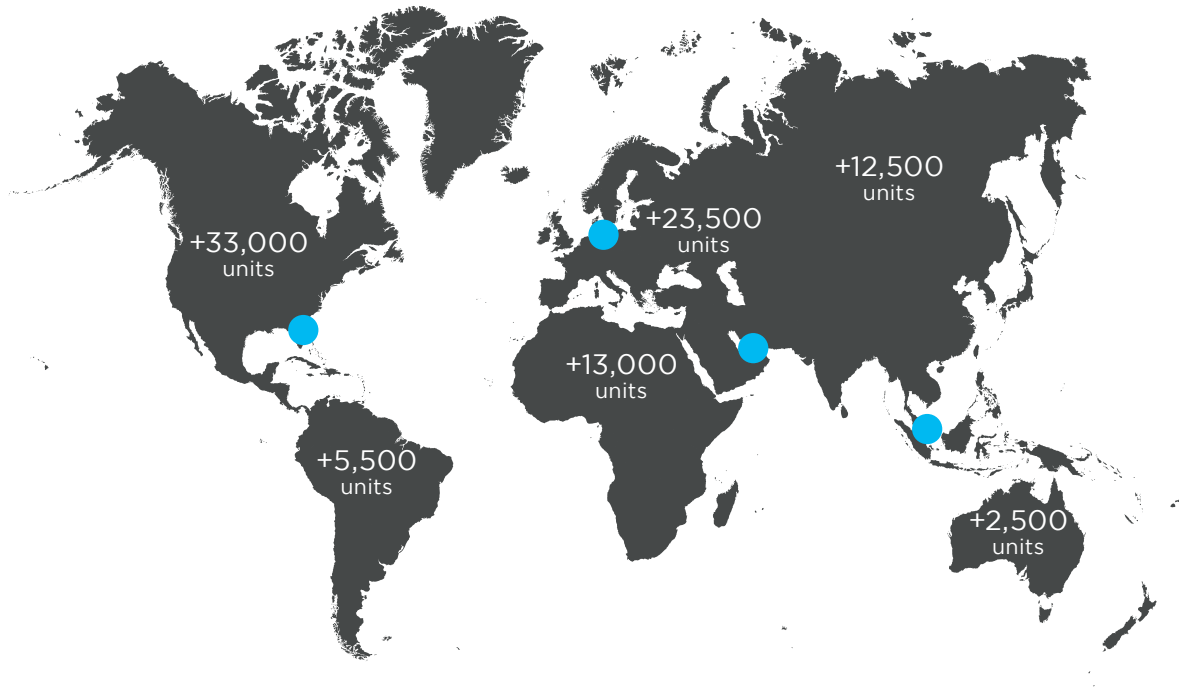 +12,500
units
+23,500
units
+33,000
units
+13,000
units
+5,500
units
+2,500
units